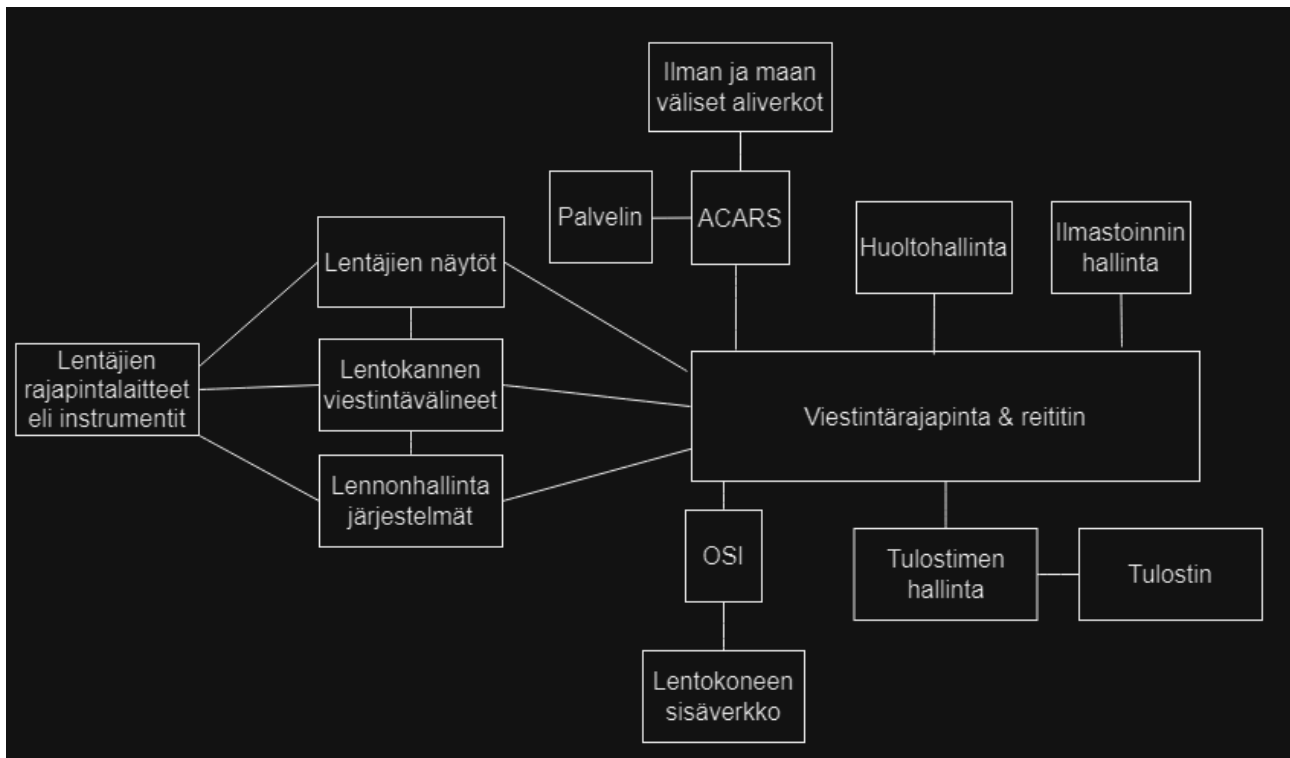 Ilman ja maan
väliset aliverkot
Palvelin
ACARS
Huoltohallinta
Ilmastoinnin
hallinta
Lentäjien näytöt
Lentäjien
rajapintalaitteet
eli instrumentit
Lentokannen
viestintävälineet
Viestintärajapinta & reititin
Lennonhallinta
järjestelmät
OSI
Tulostimen
hallinta
Tulostin
Lentokoneen
sisäverkko